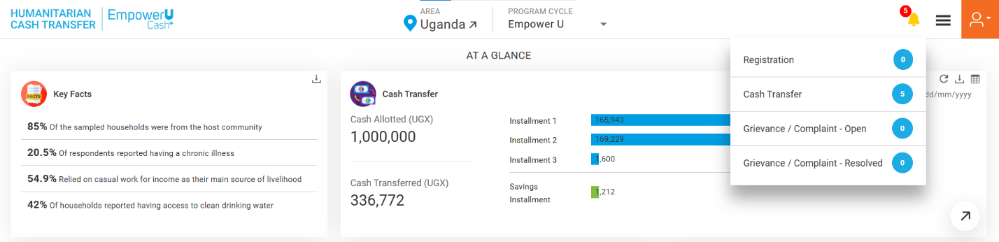 HUMANITARIAN
CASH TRANSFER
EmpowerU
Cash+
AREA
Uganda
PROGRAM CYCLE
Empower U
5
AT A GLANCE
Registration 0
Cash Transfer 5
Grievance / Complaint - Open 0
Grievance / Complaint - Resolved 0
FACTS
Key Facts
85% Of the sampled households were from the host community
20.5% Of respondents reported having a chronic illness
54.9% Relied on casual work for income as their main source of livelihood
42% Of households reported having access to clean drinking water
Cash Transfer
dd/mm/yyyy
Cash Allotted (UGX)
1,000,000
Cash Transferred (UGX)
336,772
Installment 1 165,943
Installment 2 169,229
Installment 3 1,600
Savings
Installment
1,212